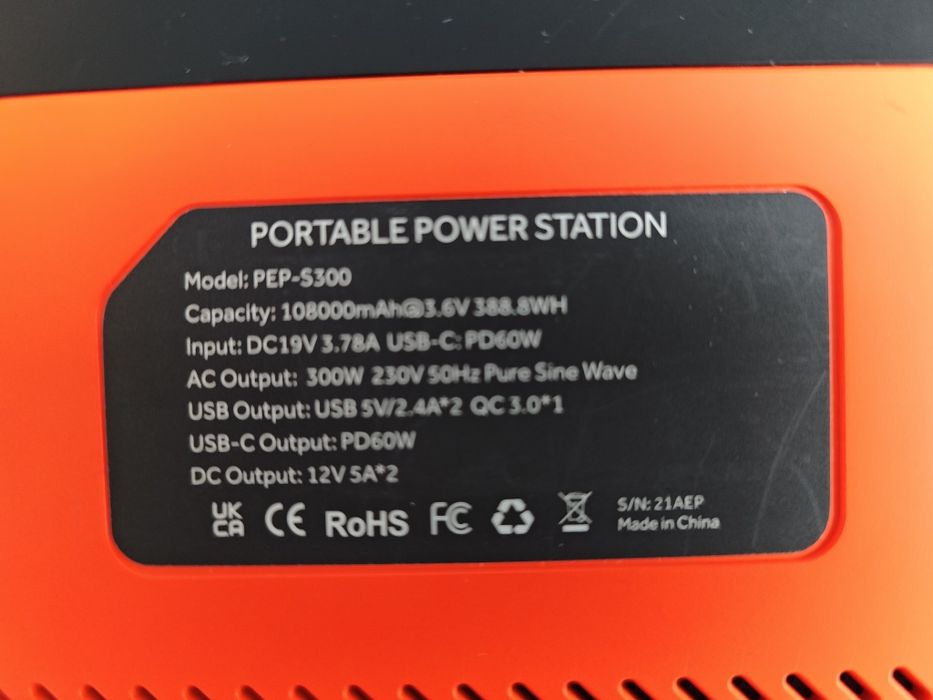 PORTABLE POWER STATION
Model: PEP-S300
Capacity: 108000mAh@3.6V 388.8WH
Input: DC19V 3.78A USB-C: PD60W
AC Output: 300W 230V 50Hz Pure Sine Wave
USB Output: USB 5V/2.4A*2 QC 3.0*1
USB-C Output: PD60W
DC Output: 12V 5A*2
UK
CA CE RoHS FC
S/N: 21AEP
Made in China